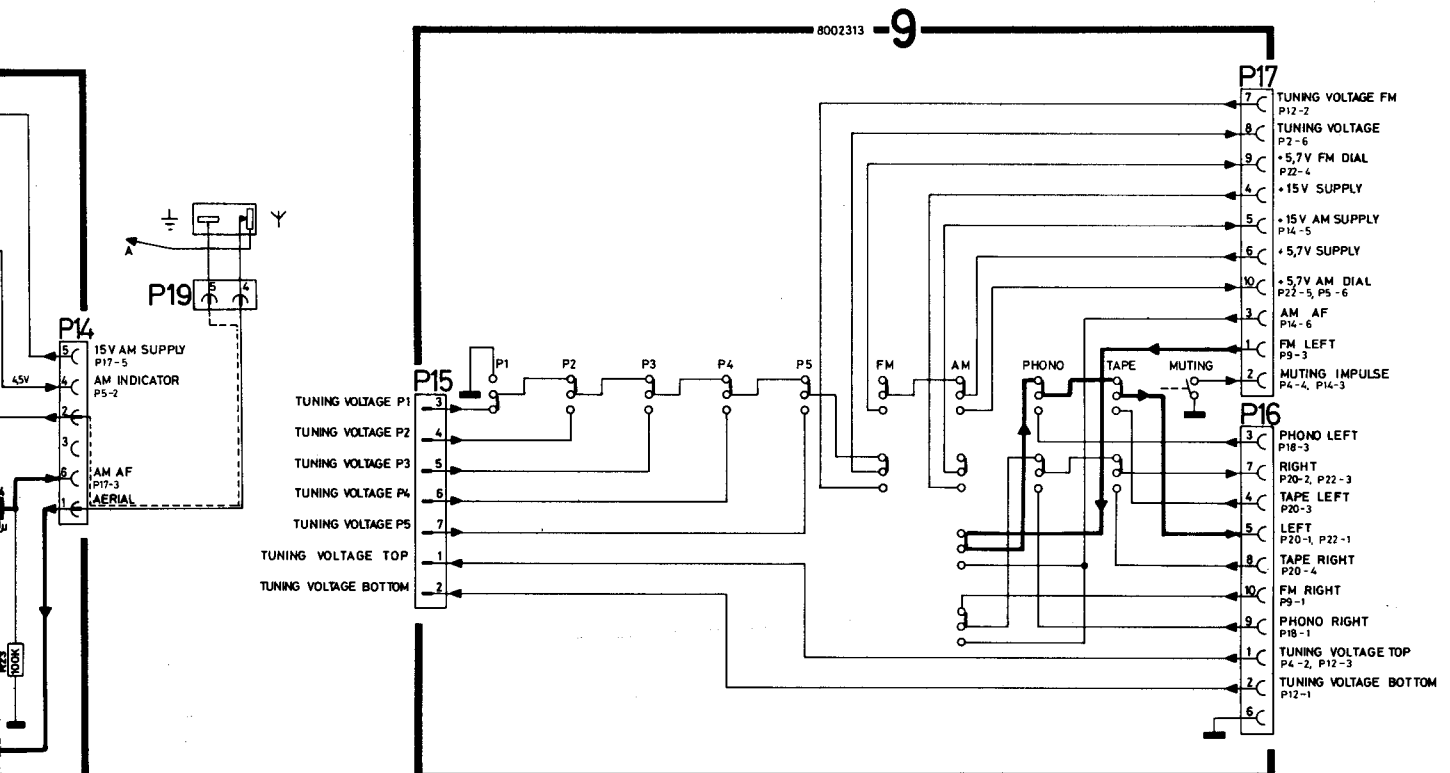 8002313 9
P17
7 TUNING VOLTAGE FM
P12-2
8 TUNING VOLTAGE
P2-6
9 +5,7V FM DIAL
P22-4
4 +15V SUPPLY
5 +15V AM SUPPLY
P14-5
6 +5,7V SUPPLY
10 +5,7V AM DIAL
P22-5, P5-6
3 AM AF
P14-6
1 FM LEFT
P9-3
2 MUTING IMPULSE
P4-4, P14-3
A
P19
5 4
P14
5 15V AM SUPPLY
P17-5
4,5V 4 AM INDICATOR
P5-2
2
3
6 AM AF
P17-3
1 AERIAL
R23
100K
P1 P2 P3 P4 P5 FM AM PHONO TAPE MUTING
P15
TUNING VOLTAGE P1 3
TUNING VOLTAGE P2 4
TUNING VOLTAGE P3 5
TUNING VOLTAGE P4 6
TUNING VOLTAGE P5 7
TUNING VOLTAGE TOP 1
TUNING VOLTAGE BOTTOM 2
P16
3 PHONO LEFT
P18-3
7 RIGHT
P20-2, P22-3
4 TAPE LEFT
P20-3
5 LEFT
P20-1, P22-1
8 TAPE RIGHT
P20-4
10 FM RIGHT
P9-1
9 PHONO RIGHT
P18-1
1 TUNING VOLTAGE TOP
P4-2, P12-3
2 TUNING VOLTAGE BOTTOM
P12-1
6